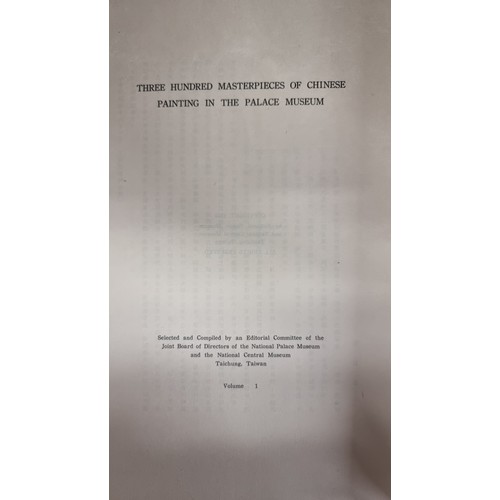 THREE HUNDRED MASTERPIECES OF CHINESE
PAINTING IN THE PALACE MUSEUM
Selected and Compiled by an Editorial Committee of the
Joint Board of Directors of the National Palace Museum
and the National Central Museum
Taichung, Taiwan
Volume 1